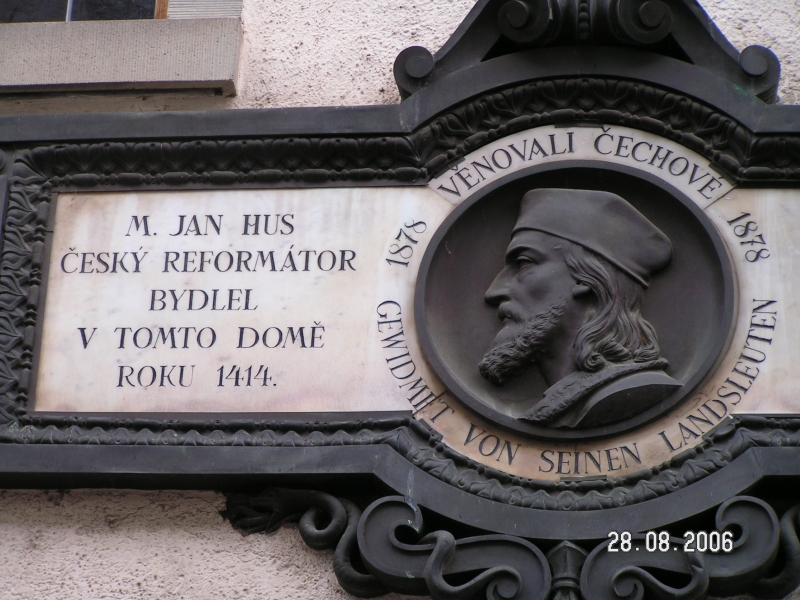 M. JAN HUS
ČESKÝ REFORMÁTOR
BYDLEL
V TOMTO DOMĚ
ROKU 1414.
VĚNOVALI ČECHOVÉ
1878
1878
GEWIDMET VON SEINEN LANDSLEUTEN
28.08.2006